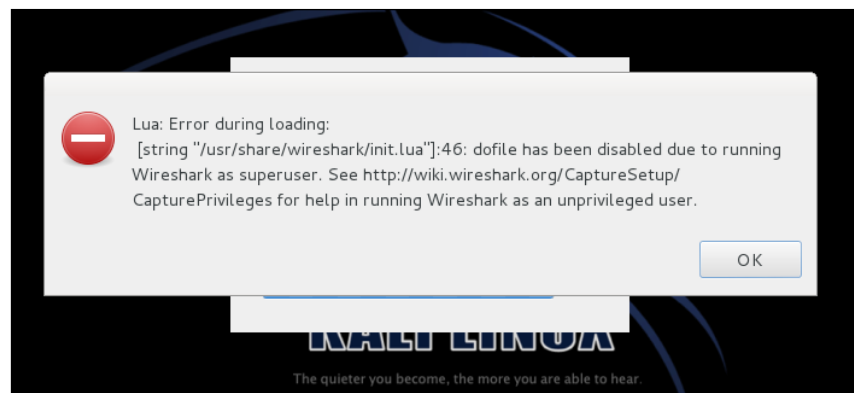 Lua: Error during loading:
[string "/usr/share/wireshark/init.lua"]:46: dofile has been disabled due to running
Wireshark as superuser. See http://wiki.wireshark.org/CaptureSetup/
CapturePrivileges for help in running Wireshark as an unprivileged user.
OK
KALI LINUX
The quieter you become, the more you are able to hear.